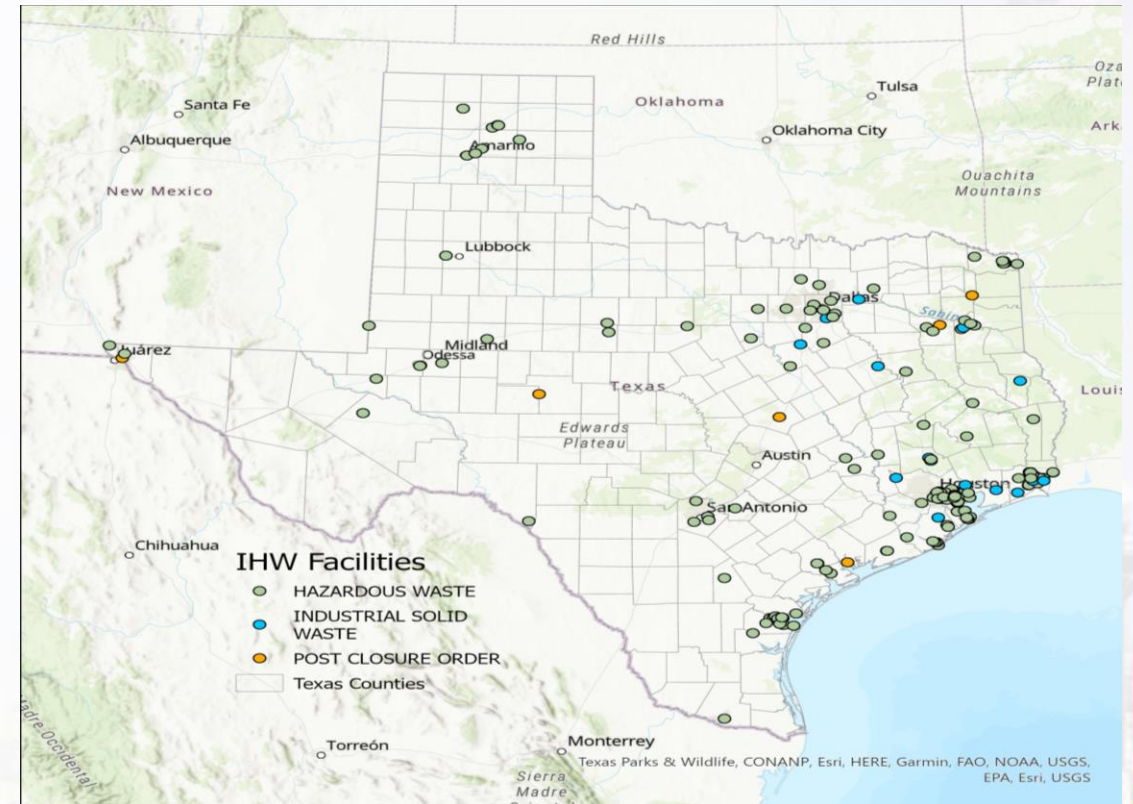 Red Hills
Oza
Plat
Tulsa
Santa Fe
Oklahoma
Ark
Albuquerque
Oklahoma City
Amarillo
New Mexico
Ouachita
Mountains
Lubbock
Dallas
Sabin
Juárez
Midland
Odessa
Texas
Louis
Edwards
Plateau
Austin
Houston
San Antonio
Chihuahua
IHW Facilities
HAZARDOUS WASTE
INDUSTRIAL SOLID
WASTE
POST CLOSURE ORDER
Texas Counties
Madre Occidental
Torreón
Monterrey
Texas Parks & Wildlife, CONANP, Esri, HERE, Garmin, FAO, NOAA, USGS,
EPA, Esri, USGS
Sierra
Madre